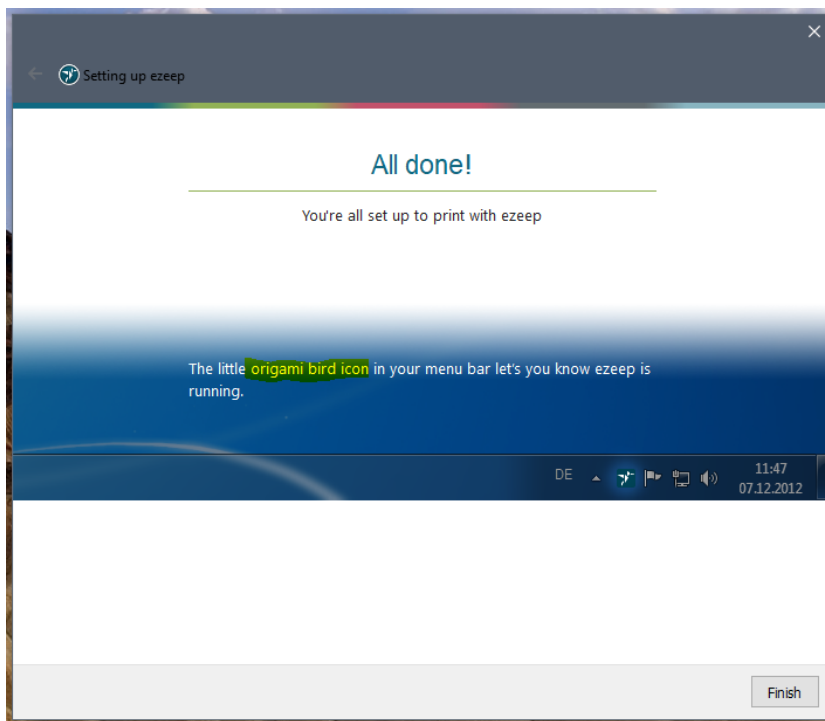 Setting up ezeep
All done!
You're all set up to print with ezeep
The little origami bird icon in your menu bar let's you know ezeep is
running.
DE
11:47
07.12.2012
Finish